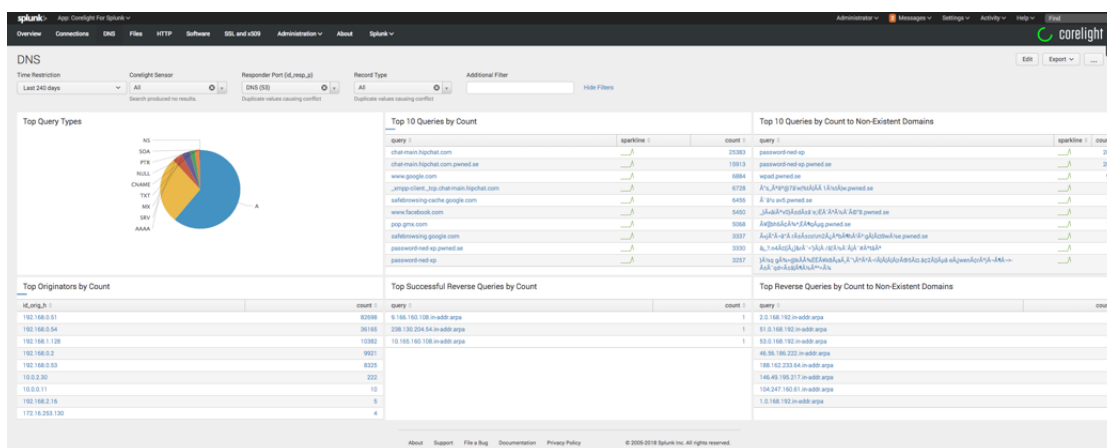 splunk> App: Corelight For Splunk Administrator 2 Messages Settings Activity Help Find
Overview Connections DNS Files HTTP Software SSL and x509 Administration About Splunk corelight
DNS Edit Export ...
Time Restriction Corelight Sensor Responder Port (id_resp_p) Record Type Additional Filter
Last 240 days All DNS (53) All Hide Filters
Search produced no results. Duplicate values causing conflict Duplicate values causing conflict
Top Query Types
NS
SOA
PTR
NULL
CNAME
TXT
MX
SRV
AAAA
A
Top 10 Queries by Count
query sparkline count
chat-main.hipchat.com 25383
chat-main.hipchat.com.pwned.se 15913
www.google.com 6884
_xmpp-client._tcp.chat-main.hipchat.com 6728
safebrowsing-cache.google.com 6456
www.facebook.com 5450
pop.gmx.com 5068
safebrowsing.google.com 3337
password-ned-xp.pwned.se 3330
password-ned-xp 3257
Top 10 Queries by Count to Non-Existent Domains
query sparkline
password-ned-xp
password-ned-xp.pwned.se
wpad.pwned.se
Top Originators by Count
id_orig_h count
192.168.0.51 82698
192.168.0.54 36165
192.168.1.128 10382
192.168.0.2 9921
192.168.0.53 8325
10.0.2.30 222
10.0.0.11 10
192.168.2.16 5
172.16.253.130 4
Top Successful Reverse Queries by Count
query count
9.166.160.108.in-addr.arpa 1
238.130.204.54.in-addr.arpa 1
10.165.160.108.in-addr.arpa 1
Top Reverse Queries by Count to Non-Existent Domains
query
2.0.168.192.in-addr.arpa
51.0.168.192.in-addr.arpa
53.0.168.192.in-addr.arpa
46.95.186.222.in-addr.arpa
188.162.233.64.in-addr.arpa
146.49.195.217.in-addr.arpa
104.247.160.61.in-addr.arpa
1.0.168.192.in-addr.arpa
About Support File a Bug Documentation Privacy Policy © 2005-2018 Splunk Inc. All rights reserved.